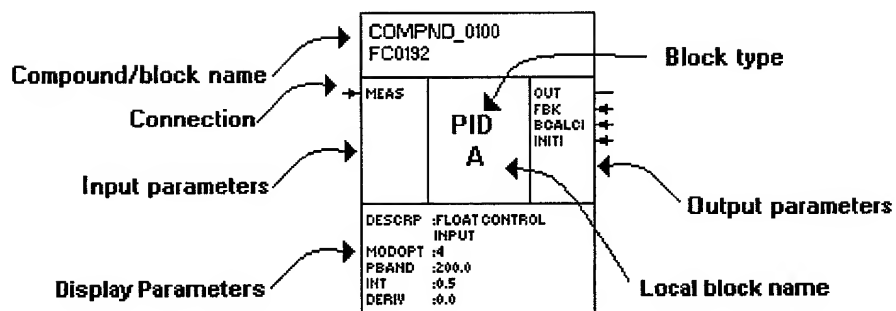 COMPND_0100
FC0192
Compound/block name
Block type
MEAS
OUT
FBK
BCALCI
INITI
PID
A
Connection
Input parameters
Output parameters
DESCRP :FLOAT CONTROL
INPUT
MODOPT :4
PBAND :200.0
INT :0.5
DERIV :0.0
Display Parameters
Local block name